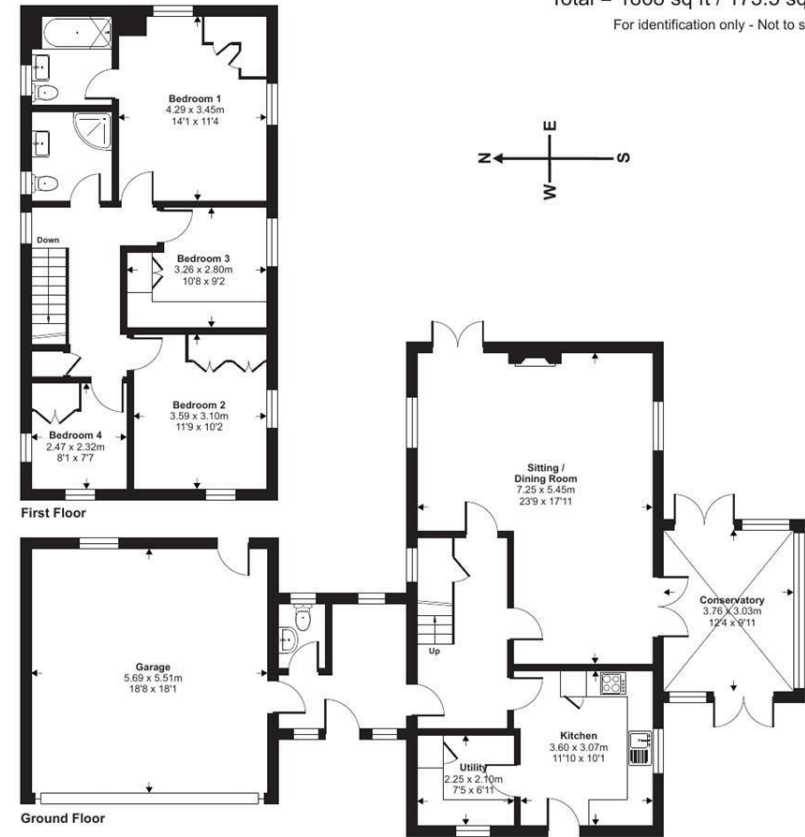 For identification only - Not to s
N
E
S
W
Bedroom 1
4.29 x 3.45m
14'1 x 11'4
Down
Bedroom 3
3.26 x 2.80m
10'8 x 9'2
Bedroom 2
3.59 x 3.10m
11'9 x 10'2
Bedroom 4
2.47 x 2.32m
8'1 x 7'7
First Floor
Sitting /
Dining Room
7.25 x 5.45m
23'9 x 17'11
Conservatory
3.76 x 3.03m
12'4 x 9'11
Garage
5.69 x 5.51m
18'8 x 18'1
Up
Kitchen
3.60 x 3.07m
11'10 x 10'1
Utility
2.25 x 2.10m
7'5 x 6'11
Ground Floor